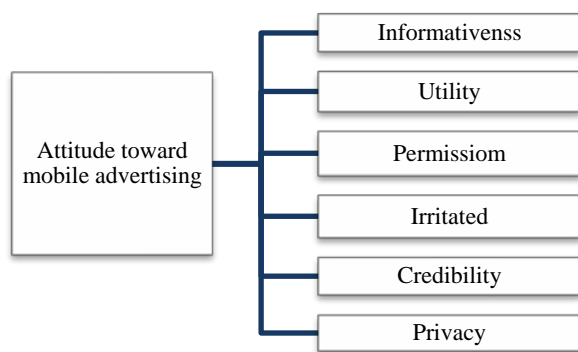 Attitude toward
mobile advertising
Informativenss
Utility
Permissiom
Irritated
Credibility
Privacy